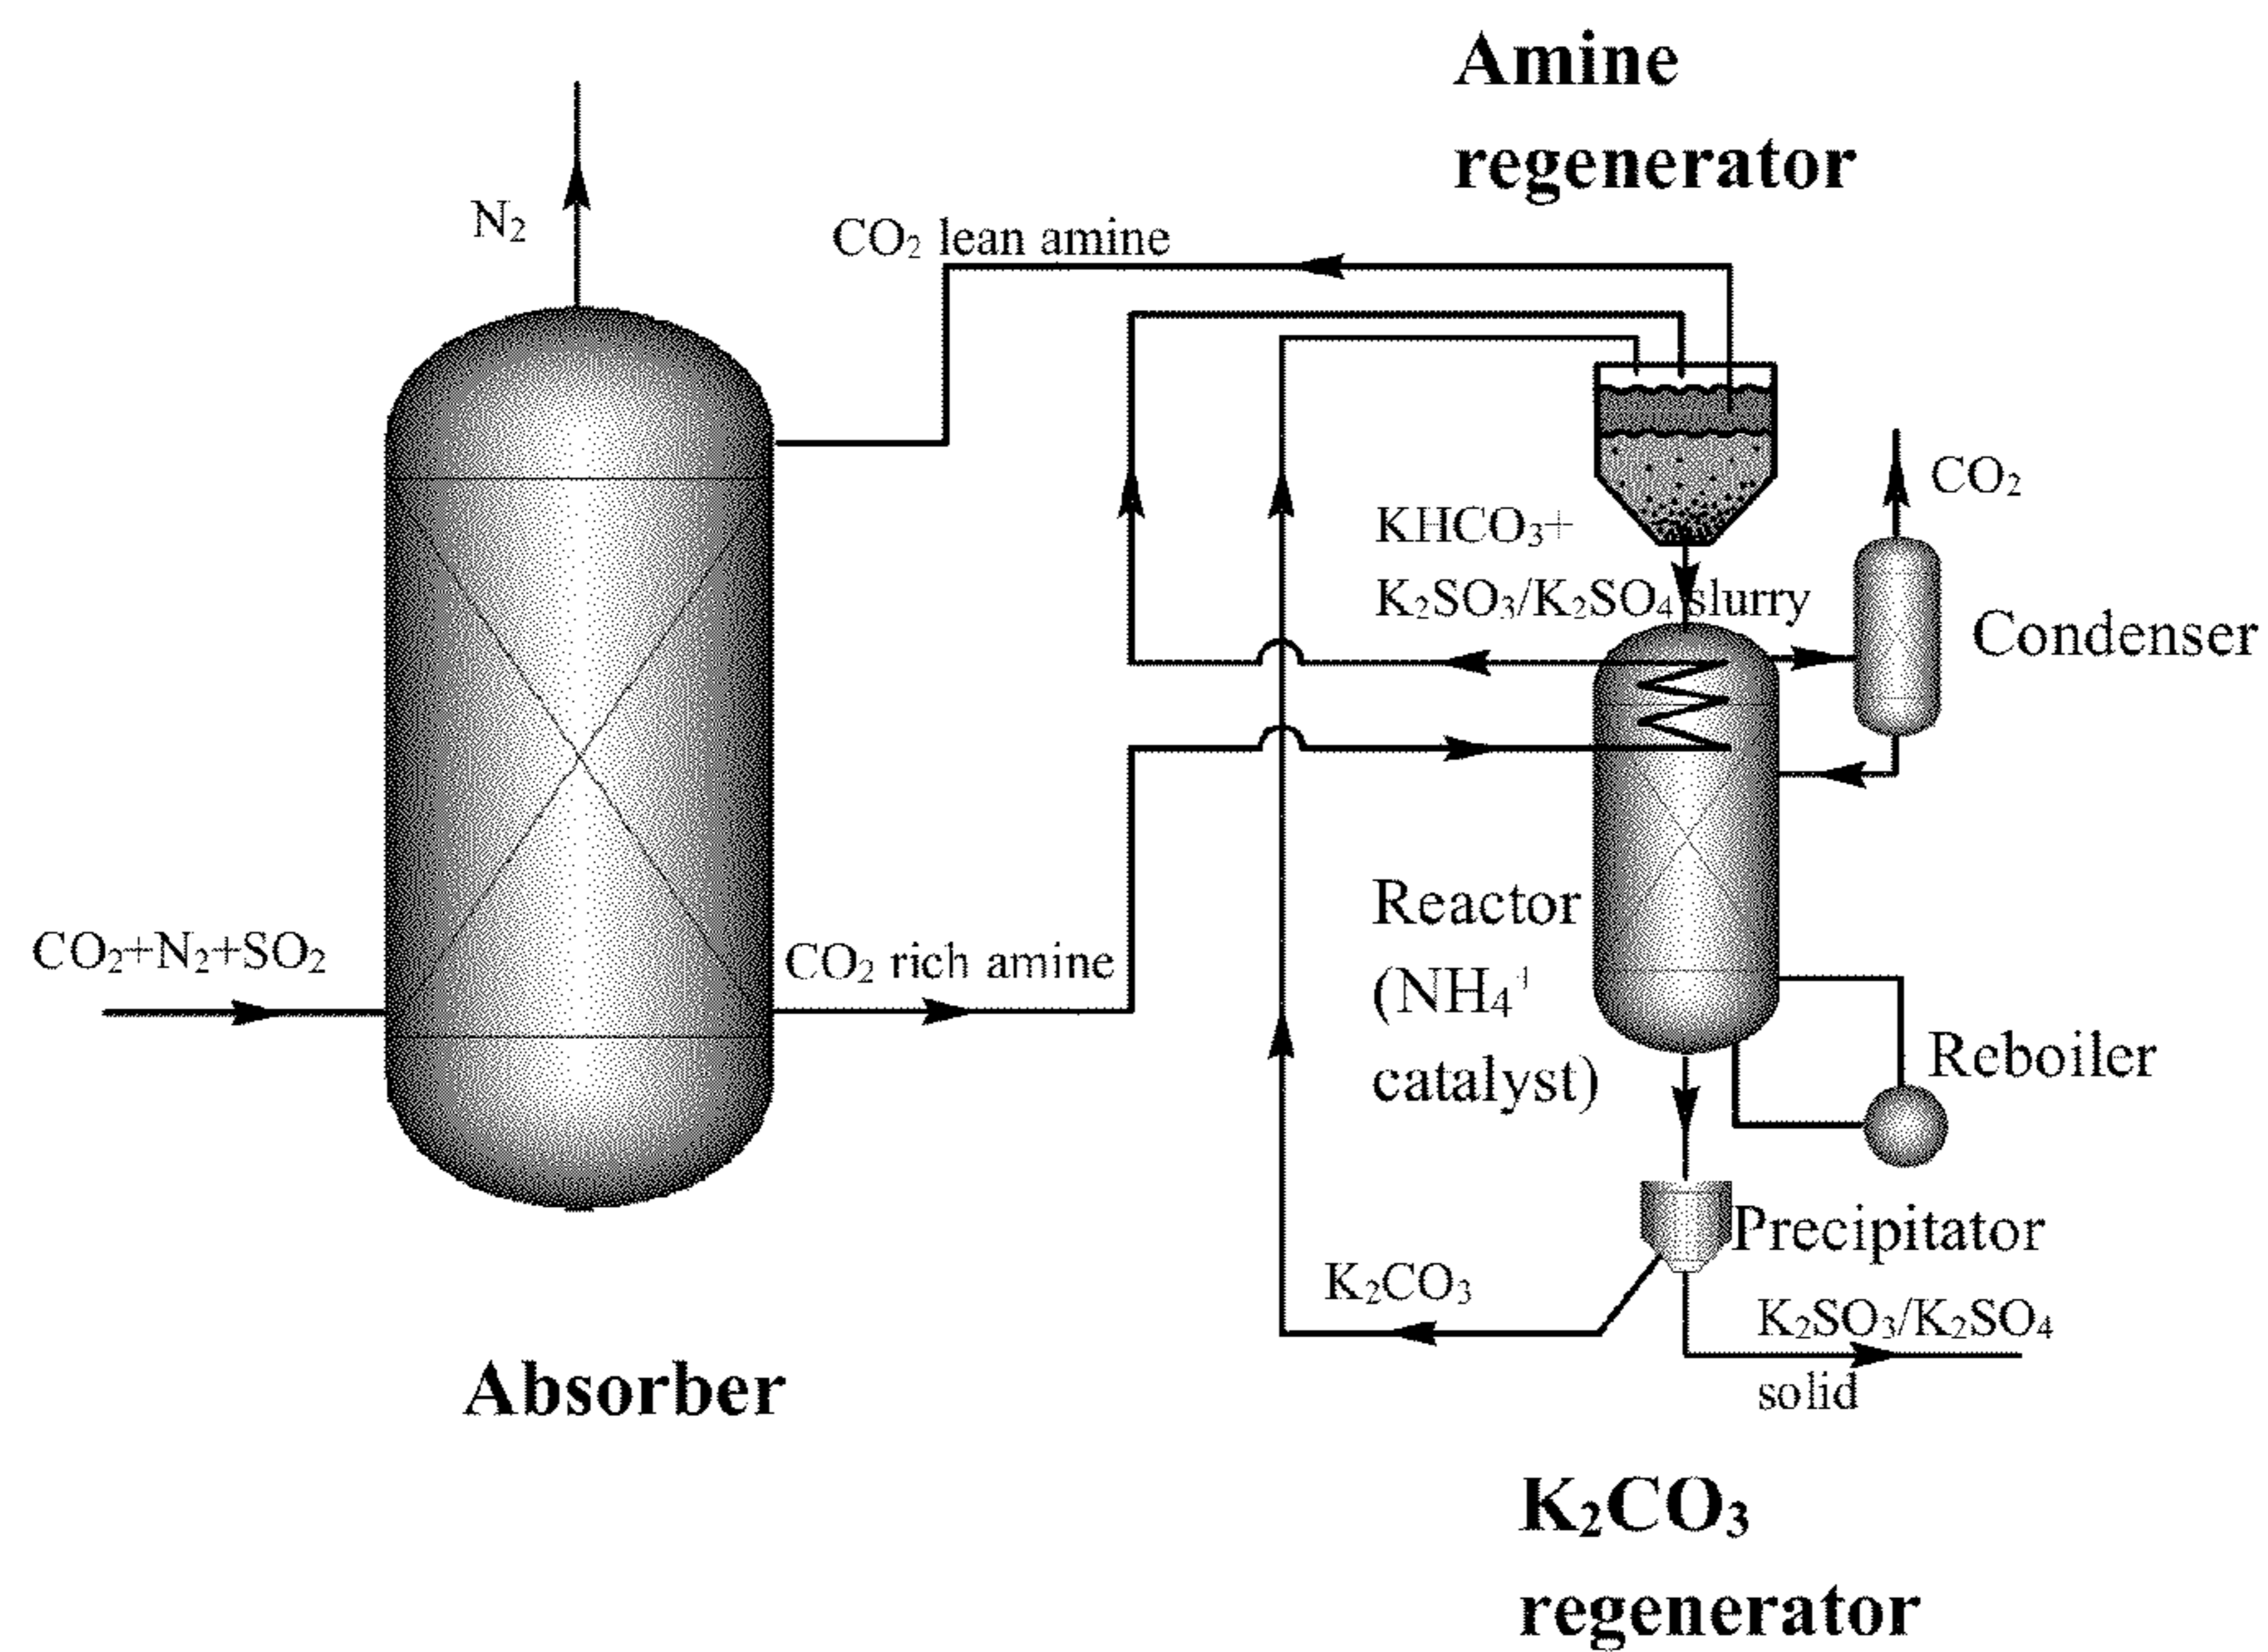 Amine
regenerator
N₂
CO₂ lean amine
CO₂
KHCO₃+
K₂SO₃/K₂SO₄ slurry
Condenser
Reactor
(NH₄⁺
catalyst)
CO₂+N₂+SO₂
CO₂ rich amine
Reboiler
Precipitator
K₂CO₃
K₂SO₃/K₂SO₄
solid
Absorber
K₂CO₃
regenerator